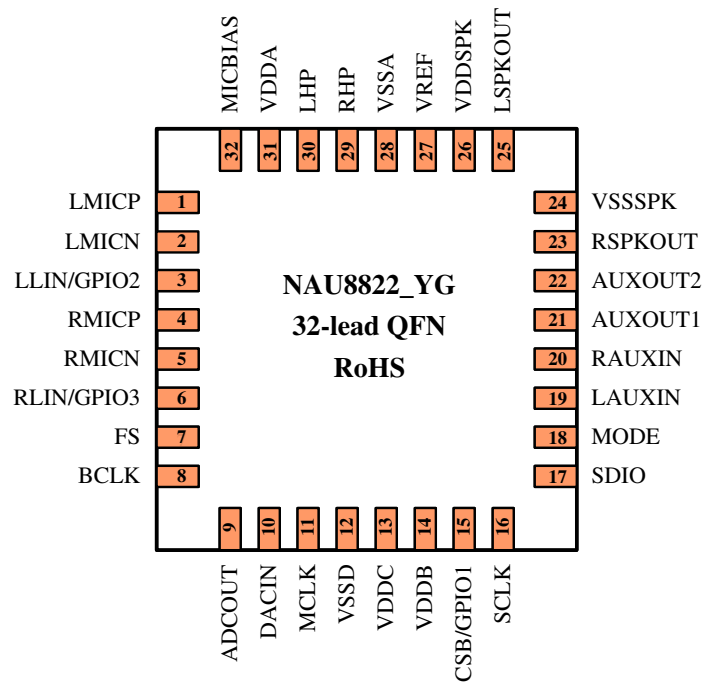 MICBIAS
VDDA
LHP
RHP
VSSA
VREF
VDDSPK
LSPKOUT
32
31
30
29
28
27
26
25
LMICP 1
LMICN 2
LLIN/GPIO2 3
RMICP 4
RMICN 5
RLIN/GPIO3 6
FS 7
BCLK 8
NAU8822_YG
32-lead QFN
RoHS
24 VSSSPK
23 RSPKOUT
22 AUXOUT2
21 AUXOUT1
20 RAUXIN
19 LAUXIN
18 MODE
17 SDIO
9
10
11
12
13
14
15
16
ADCOUT
DACIN
MCLK
VSSD
VDDC
VDDB
CSB/GPIO1
SCLK